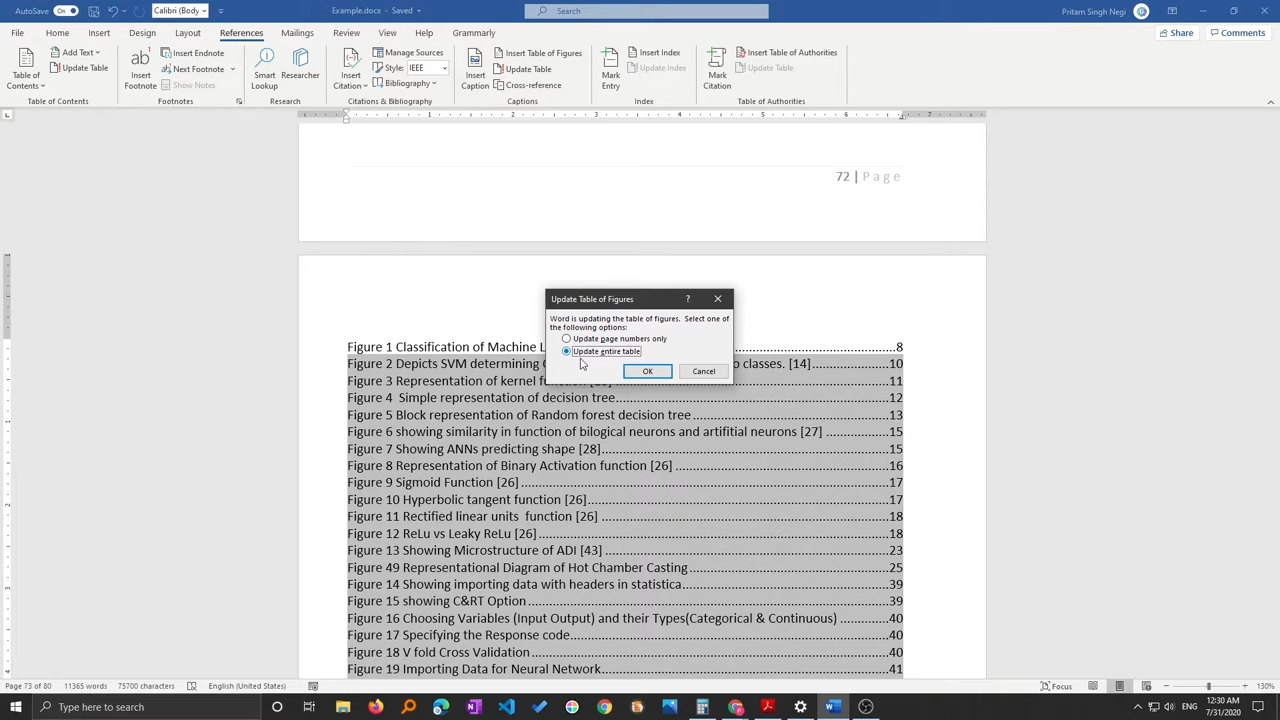 AutoSave On Calibri (Body) Example.docx - Saved Search Pritam Singh Negi
File Home Insert Draw Design Layout References Mailings Review View Help Grammarly Share Comments
Table of Contents
Add Text
Update Table
Table of Contents
Insert Footnote
Insert Endnote
Next Footnote
Show Notes
Footnotes
Smart Lookup
Researcher
Research
Insert Citation
Manage Sources
Style: IEEE
Bibliography
Citations & Bibliography
Insert Caption
Insert Table of Figures
Update Table
Cross-reference
Captions
Mark Entry
Insert Index
Update Index
Index
Mark Citation
Insert Table of Authorities
Update Table
Table of Authorities
1 2 3 4 5 6 7
72 | Page
Update Table of Figures ?
Word is updating the table of figures. Select one of
the following options:
Update page numbers only
Update entire table
OK Cancel
Figure 1 Classification of Machine L ....................8
Figure 2 Depicts SVM determining o classes. [14]....................10
Figure 3 Representation of kernel fun ....................11
Figure 4  Simple representation of decision tree....................12
Figure 5 Block representation of Random forest decision tree....................13
Figure 6 showing similarity in function of bilogical neurons and artifitial neurons [27]....................15
Figure 7 Showing ANNs predicting shape [28]....................15
Figure 8 Representation of Binary Activation function [26]....................16
Figure 9 Sigmoid Function [26]....................17
Figure 10 Hyperbolic tangent function [26]....................17
Figure 11 Rectified linear units  function [26]....................18
Figure 12 ReLu vs Leaky ReLu [26]....................18
Figure 13 Showing Microstructure of ADI [43]....................23
Figure 49 Representational Diagram of Hot Chamber Casting....................25
Figure 14 Showing importing data with headers in statistica....................39
Figure 15 showing C&RT Option....................39
Figure 16 Choosing Variables (Input Output) and their Types(Categorical & Continuous)....................40
Figure 17 Specifying the Response code....................40
Figure 18 V fold Cross Validation....................40
Figure 19 Importing Data for Neural Network....................41
Page 73 of 80 11365 words 75700 characters English (United States) Focus 130%
Type here to search ENG 12:30 AM
7/31/2020